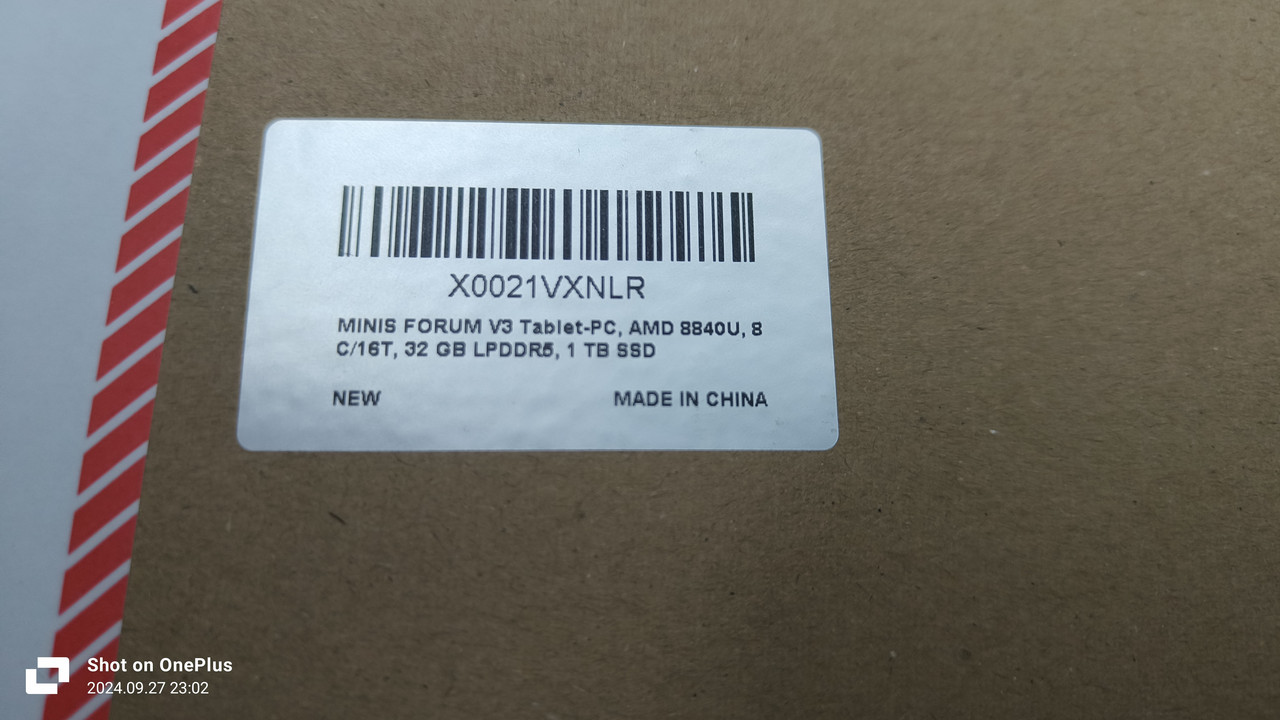 X0021VXNLR
MINIS FORUM V3 Tablet-PC, AMD 8840U, 8
C/16T, 32 GB LPDDR5, 1 TB SSD
NEW MADE IN CHINA
Shot on OnePlus
2024.09.27 23:02